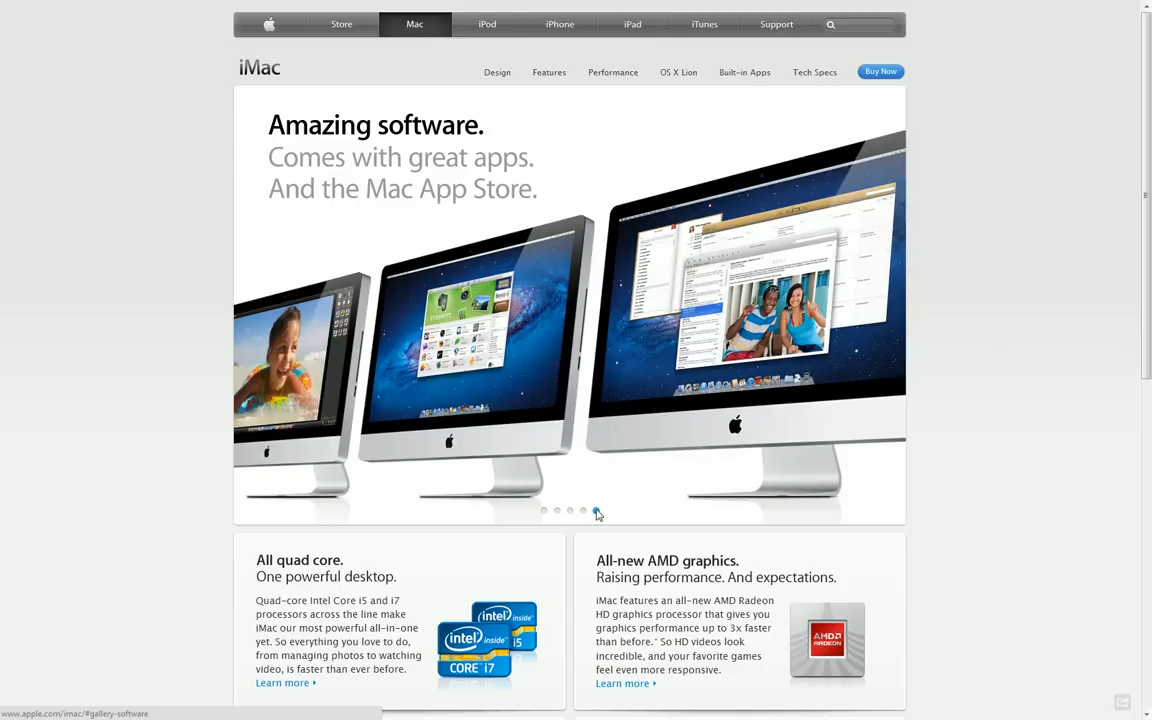 Store Mac iPod iPhone iPad iTunes Support
iMac
Design Features Performance OS X Lion Built-in Apps Tech Specs Buy Now
Amazing software.
Comes with great apps.
And the Mac App Store.
All quad core.
One powerful desktop.
Quad-core Intel Core i5 and i7
processors across the line make
iMac our most powerful all-in-one
yet. So everything you love to do,
from managing photos to watching
video, is faster than ever before.
Learn more
intel inside
i5
intel inside
CORE i7
All-new AMD graphics.
Raising performance. And expectations.
iMac features an all-new AMD Radeon
HD graphics processor that gives you
graphics performance up to 3x faster
than before.* So HD videos look
incredible, and your favorite games
feel even more responsive.
Learn more
AMD
RADEON
www.apple.com/imac/#gallery-software